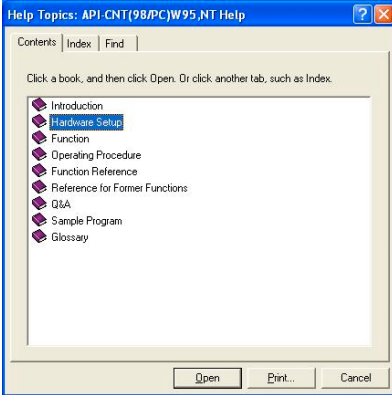 Help Topics: API-CNT(98/PC)W95,NT Help
Contents Index Find
Click a book, and then click Open. Or click another tab, such as Index.
Introduction
Hardware Setup
Function
Operating Procedure
Function Reference
Reference for Former Functions
Q&A
Sample Program
Glossary
Open Print... Cancel